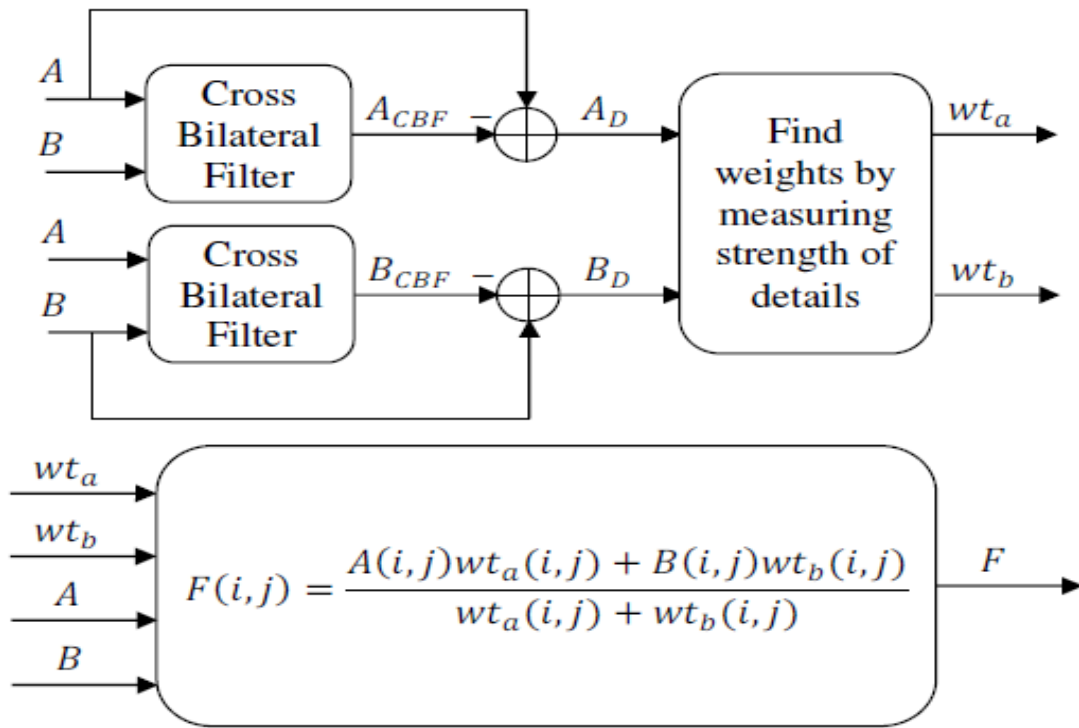 A
B
Cross
Bilateral
Filter
A_CBF
−
A_D
A
B
Cross
Bilateral
Filter
B_CBF
−
B_D
Find
weights by
measuring
strength of
details
wt_a
wt_b
wt_a
wt_b
A
B
F(i,j) = \frac{A(i,j)wt_a(i,j) + B(i,j)wt_b(i,j)}{wt_a(i,j) + wt_b(i,j)}
F